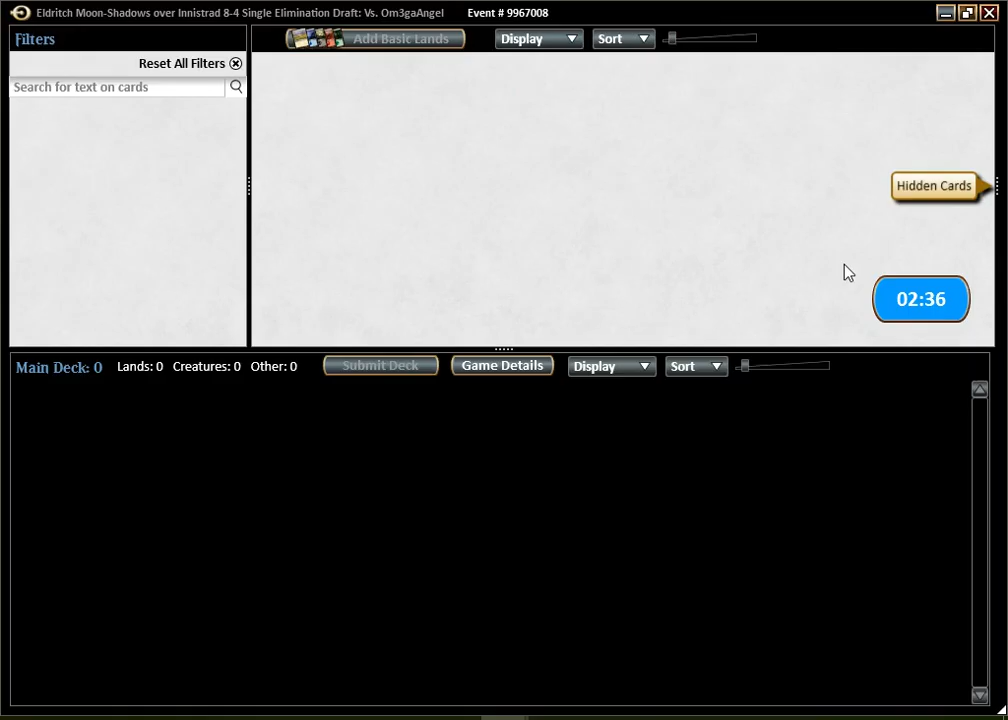 Eldritch Moon-Shadows over Innistrad 8-4 Single Elimination Draft: Vs. Om3gaAngel Event # 9967008
Filters
Add Basic Lands Display Sort
Reset All Filters
Search for text on cards
Hidden Cards
02:36
Main Deck: 0 Lands: 0 Creatures: 0 Other: 0 Submit Deck Game Details Display Sort